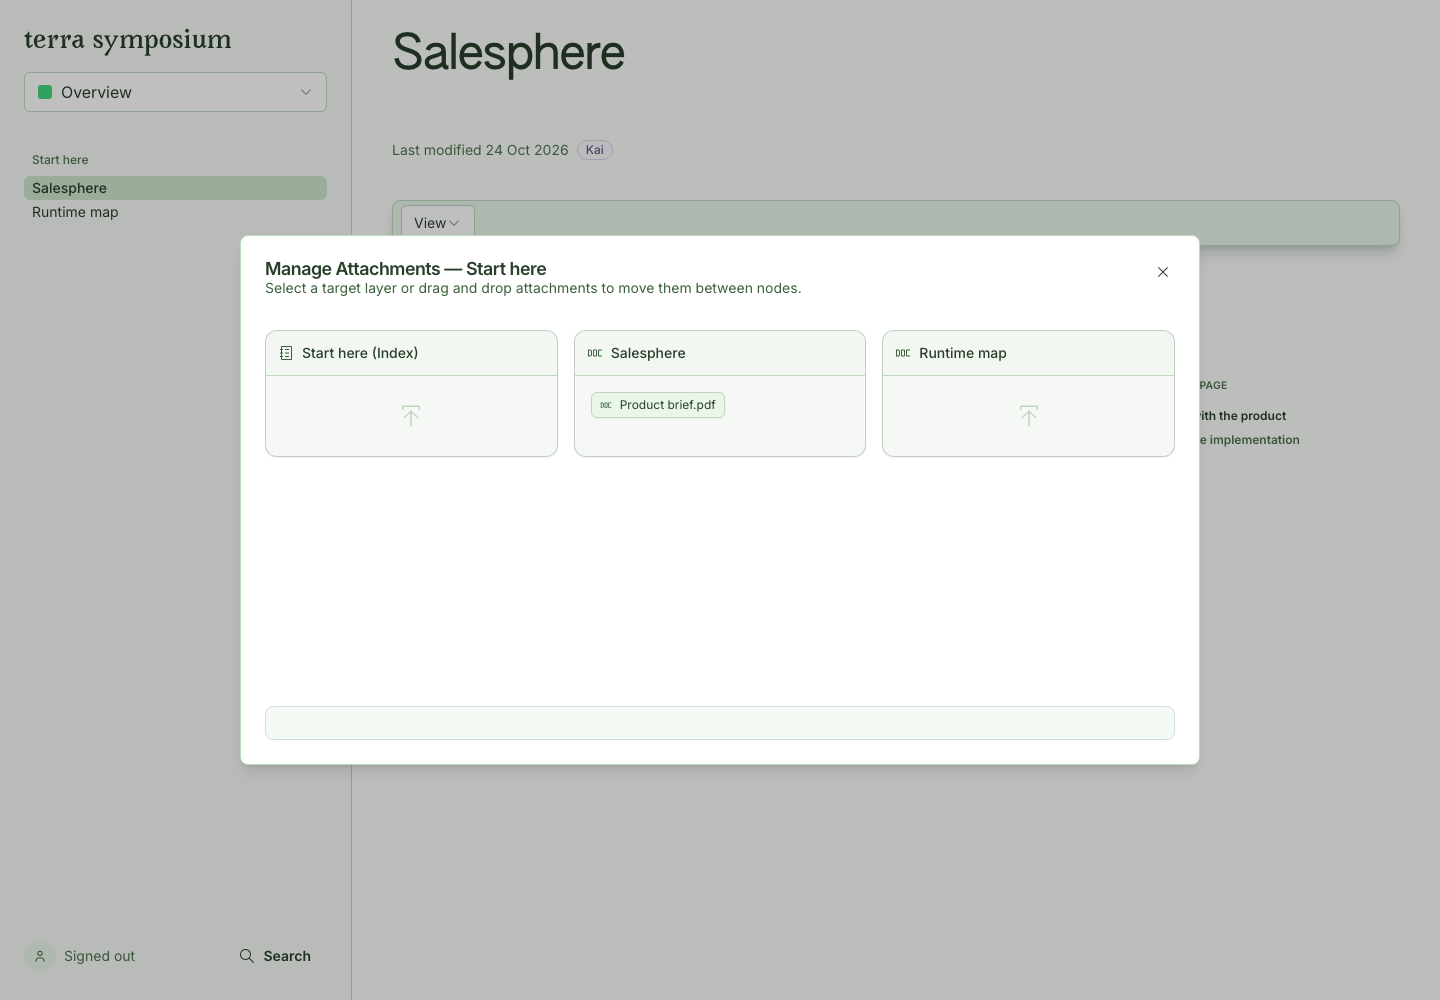 terra symposium
Overview
Start here
Salesphere
Runtime map
Salesphere
Last modified 24 Oct 2026 Kai
View
Manage Attachments — Start here
Select a target layer or drag and drop attachments to move them between nodes.
Start here (Index)
DOC Salesphere
DOC Runtime map
DOC Product brief.pdf
PAGE
with the product
e implementation
Signed out
Search